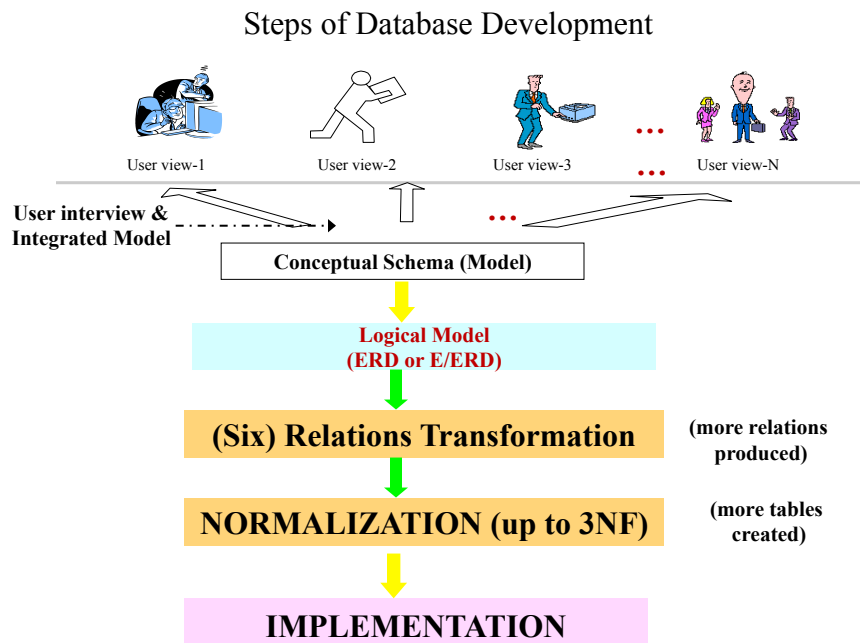 Steps of Database Development
...
User view-1
User view-2
User view-3
User view-N
...
User interview &
Integrated Model
...
Conceptual Schema (Model)
Logical Model
(ERD or E/ERD)
(Six) Relations Transformation
(more relations
produced)
NORMALIZATION (up to 3NF)
(more tables
created)
IMPLEMENTATION